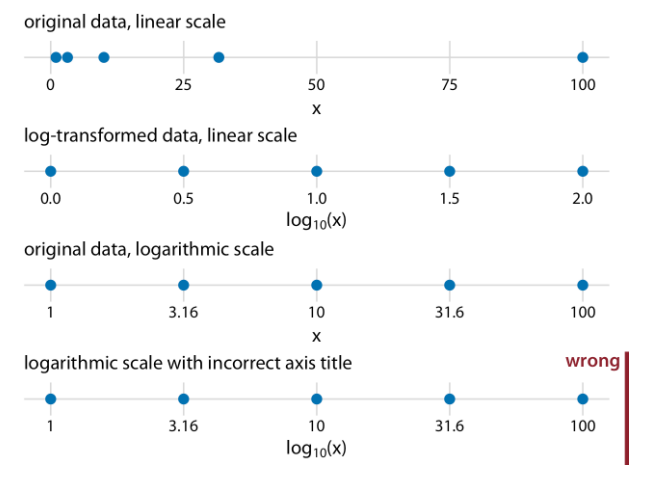 original data, linear scale
0 25 50 75 100
x
log-transformed data, linear scale
0.0 0.5 1.0 1.5 2.0
log₁₀(x)
original data, logarithmic scale
1 3.16 10 31.6 100
x
logarithmic scale with incorrect axis title wrong
1 3.16 10 31.6 100
log₁₀(x)